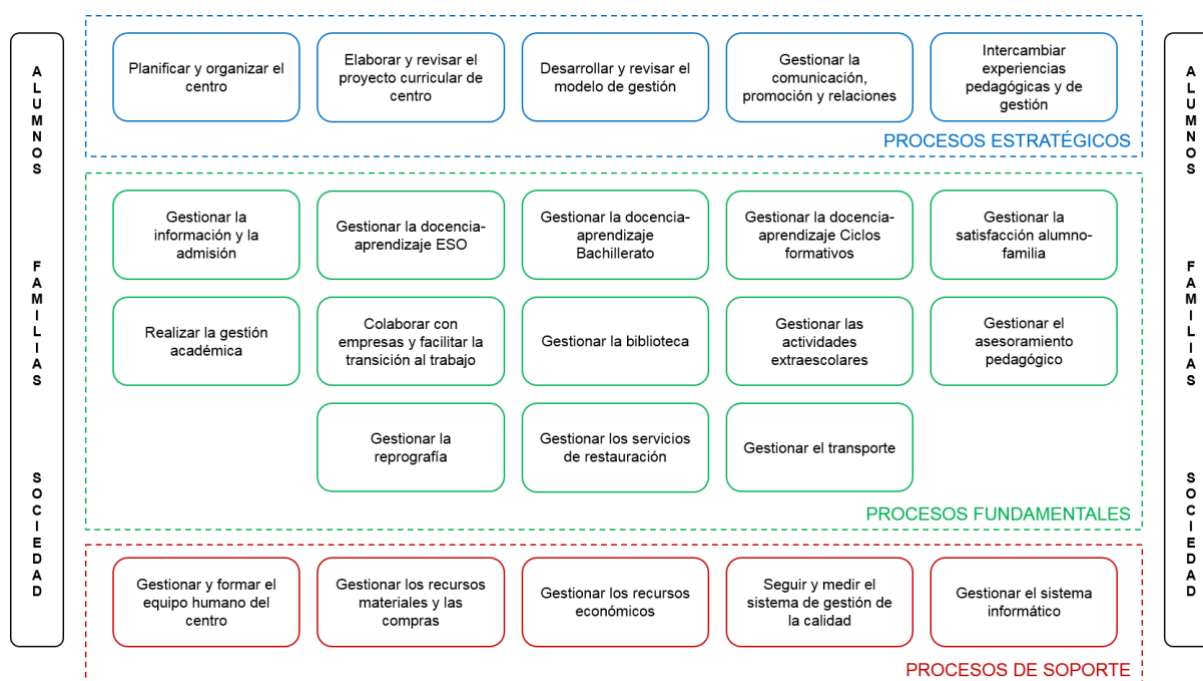 ALUMNOS
FAMILIAS
SOCIEDAD
Planificar y organizar el
centro
Elaborar y revisar el
proyecto curricular de
centro
Desarrollar y revisar el
modelo de gestión
Gestionar la
comunicación,
promoción y relaciones
Intercambiar
experiencias
pedagógicas y de
gestión
PROCESOS ESTRATÉGICOS
Gestionar la
información y la
admisión
Gestionar la docencia-
aprendizaje ESO
Gestionar la docencia-
aprendizaje
Bachillerato
Gestionar la docencia-
aprendizaje Ciclos
formativos
Gestionar la
satisfacción alumno-
familia
Realizar la gestión
académica
Colaborar con
empresas y facilitar la
transición al trabajo
Gestionar la biblioteca
Gestionar las
actividades
extraescolares
Gestionar el
asesoramiento
pedagógico
Gestionar la
reprografía
Gestionar los servicios
de restauración
Gestionar el transporte
PROCESOS FUNDAMENTALES
Gestionar y formar el
equipo humano del
centro
Gestionar los recursos
materiales y las
compras
Gestionar los recursos
económicos
Seguir y medir el
sistema de gestión de
la calidad
Gestionar el sistema
informático
PROCESOS DE SOPORTE
ALUMNOS
FAMILIAS
SOCIEDAD